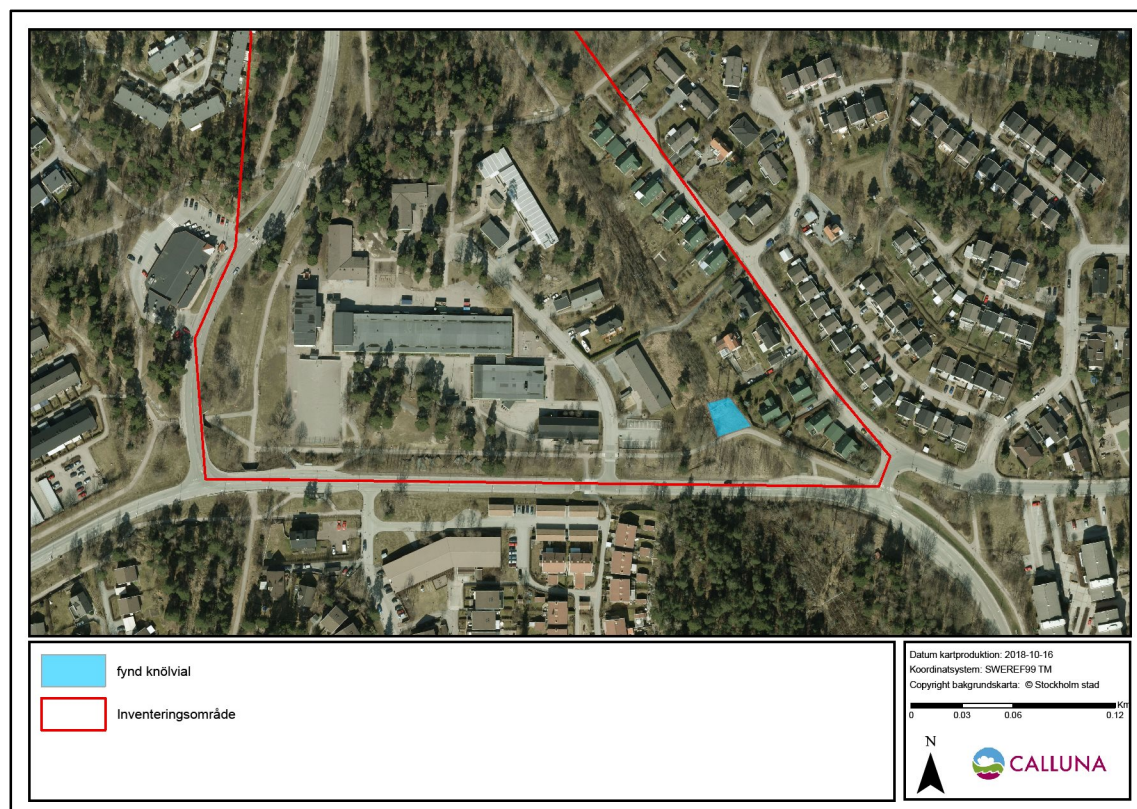 fynd knölvial
Inventeringsområde
Datum kartproduktion: 2018-10-16
Koordinatsystem: SWEREF99 TM
Copyright bakgrundskarta: © Stockholm stad
Km
0 0.03 0.06 0.12
N
CALLUNA